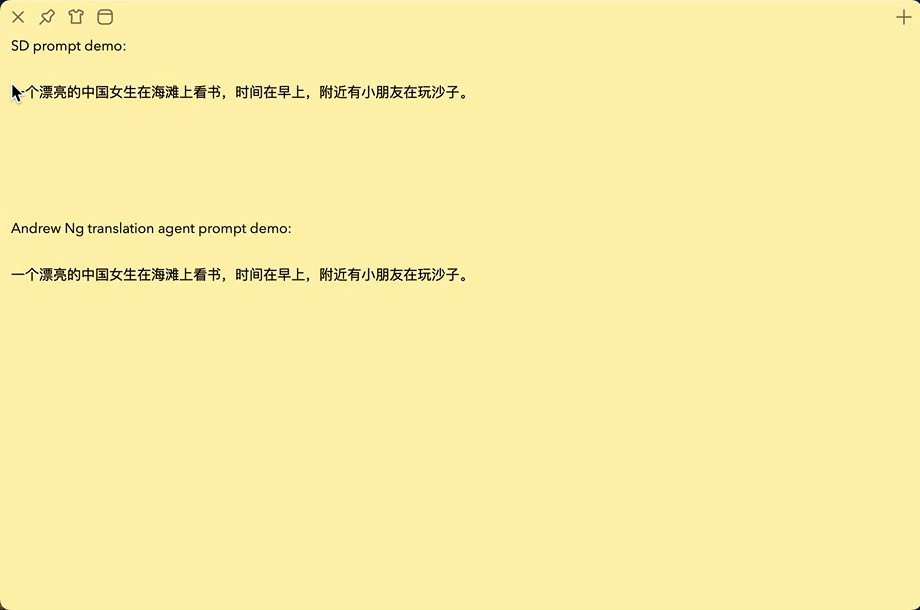 SD prompt demo:
一个漂亮的中国女生在海滩上看书，时间在早上，附近有小朋友在玩沙子。
Andrew Ng translation agent prompt demo:
一个漂亮的中国女生在海滩上看书，时间在早上，附近有小朋友在玩沙子。